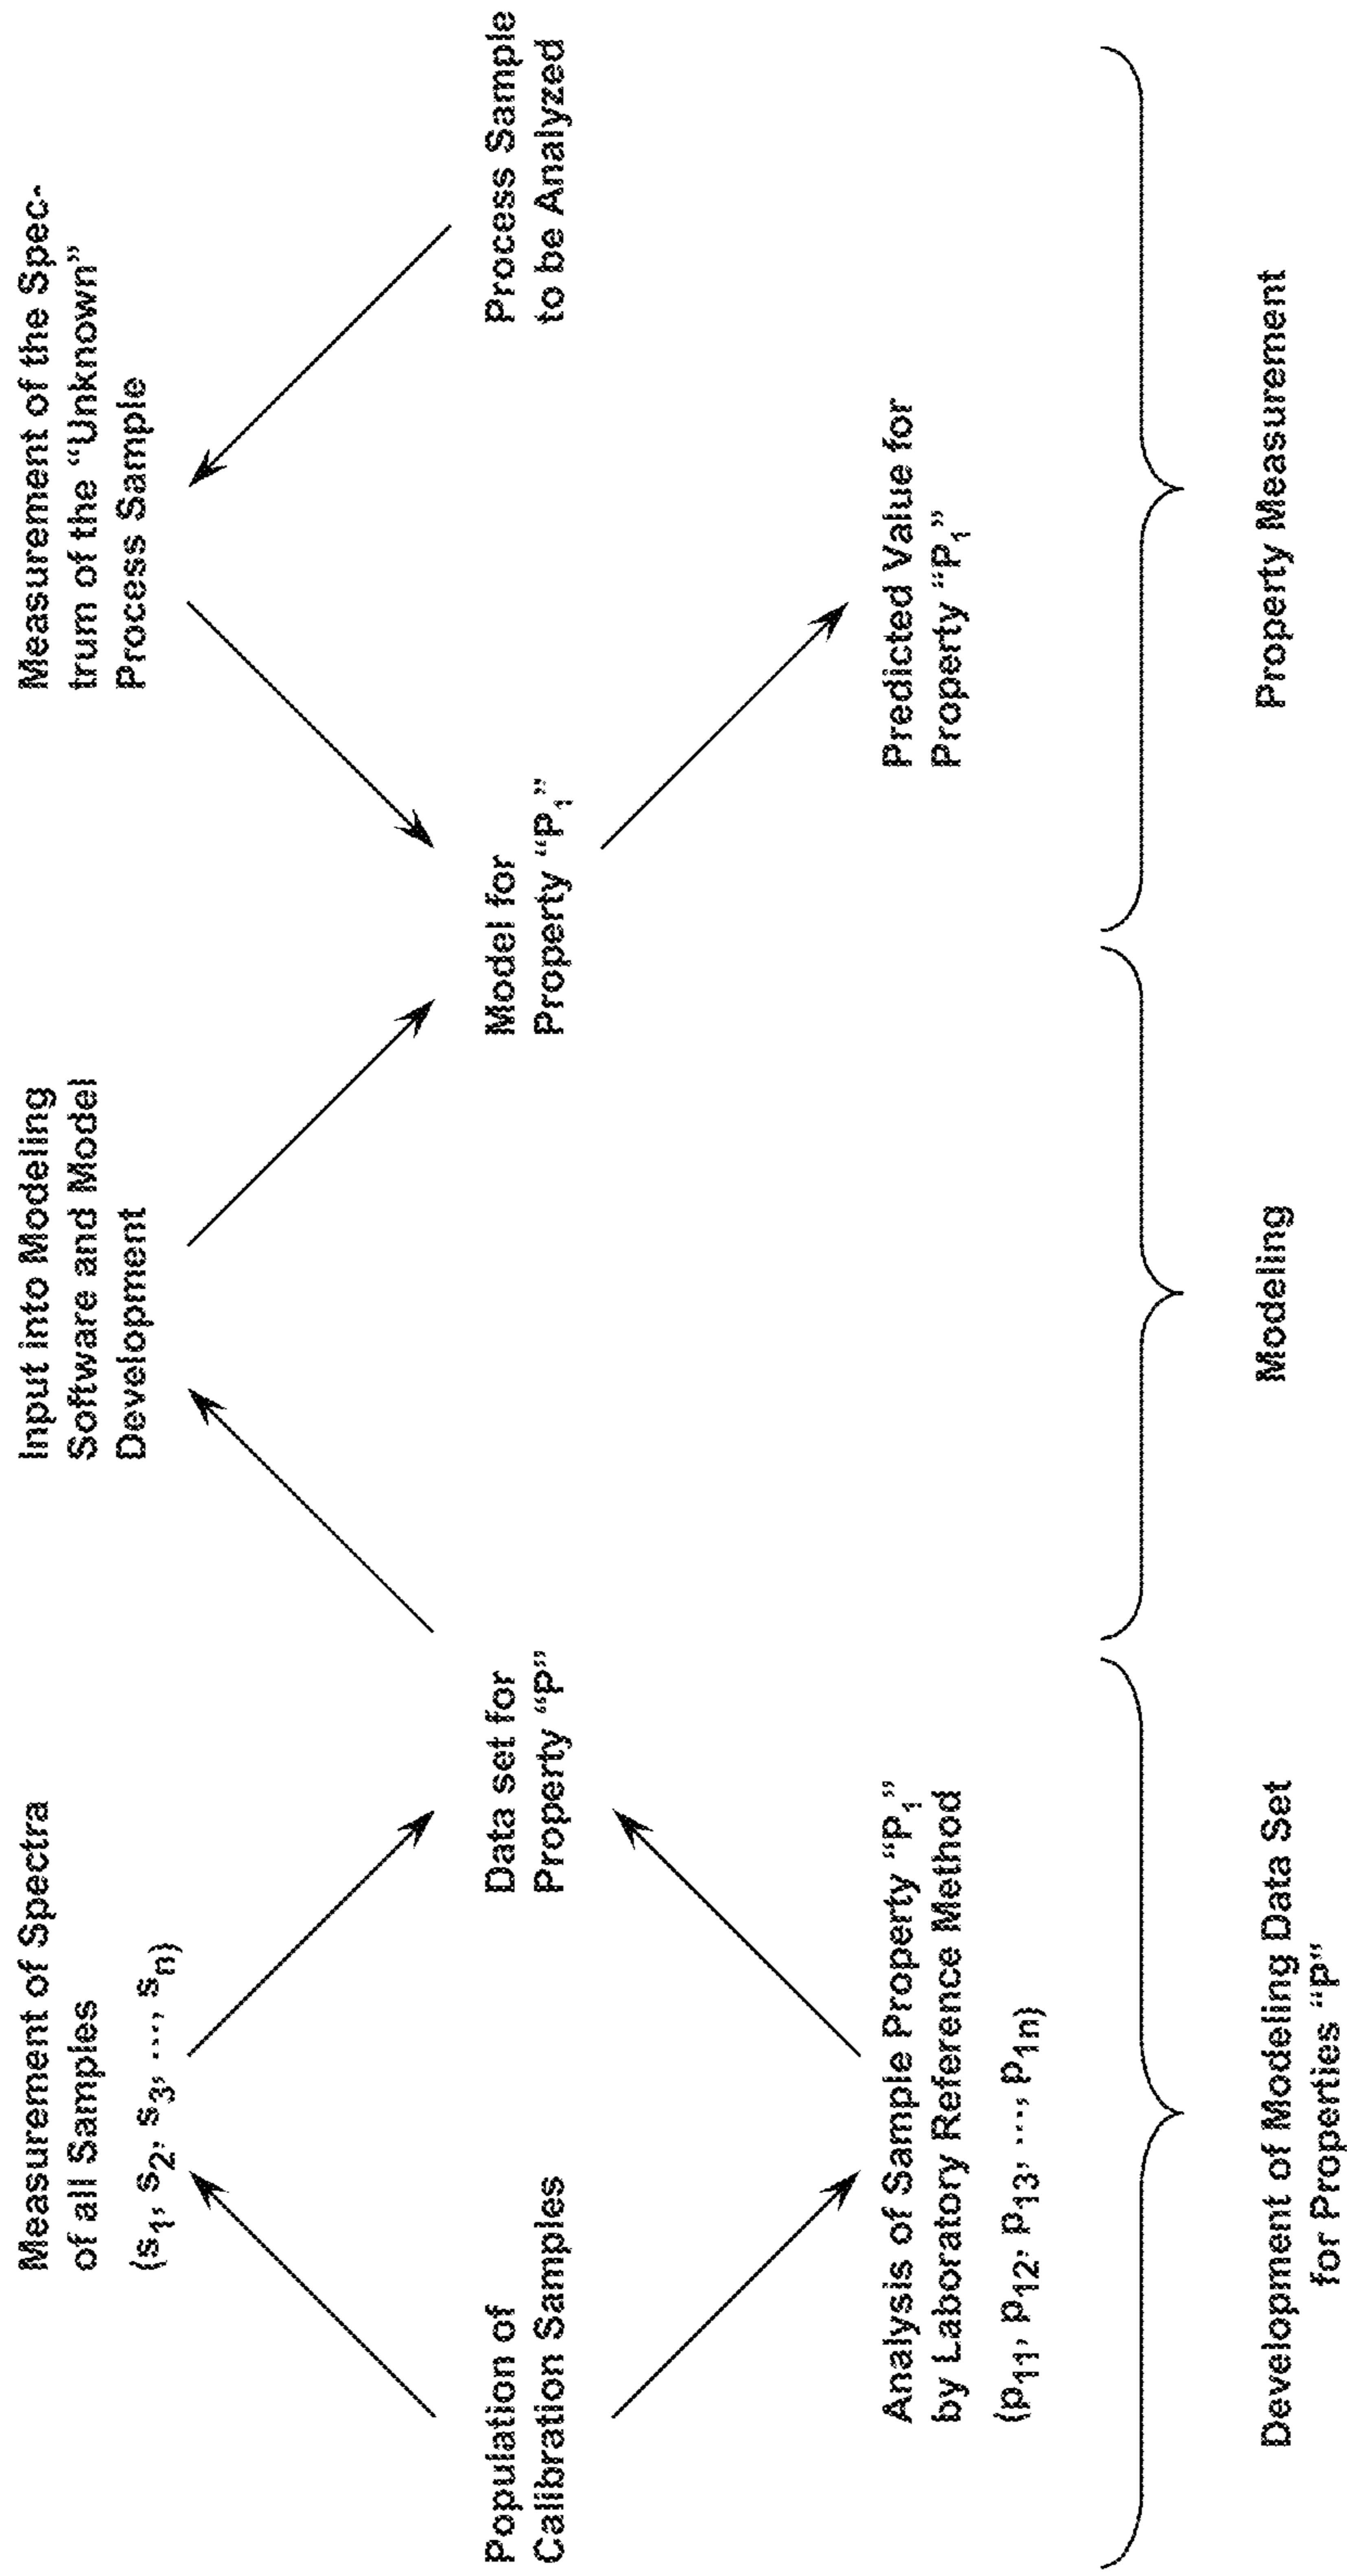 Measurement of Spectra
of all Samples
(s1, s2, s3, ..., sn)
Population of
Calibration Samples
Analysis of Sample Property “P1”
by Laboratory Reference Method
(p11, p12, p13, ..., p1n)
Data set for
Property “P”
Input into Modeling
Software and Model
Development
Model for
Property “P1”
Measurement of the Spec-
trum of the “Unknown”
Process Sample
Process Sample
to be Analyzed
Predicted Value for
Property “P1”
Development of Modeling Data Set
for Properties “P”
Modeling
Property Measurement